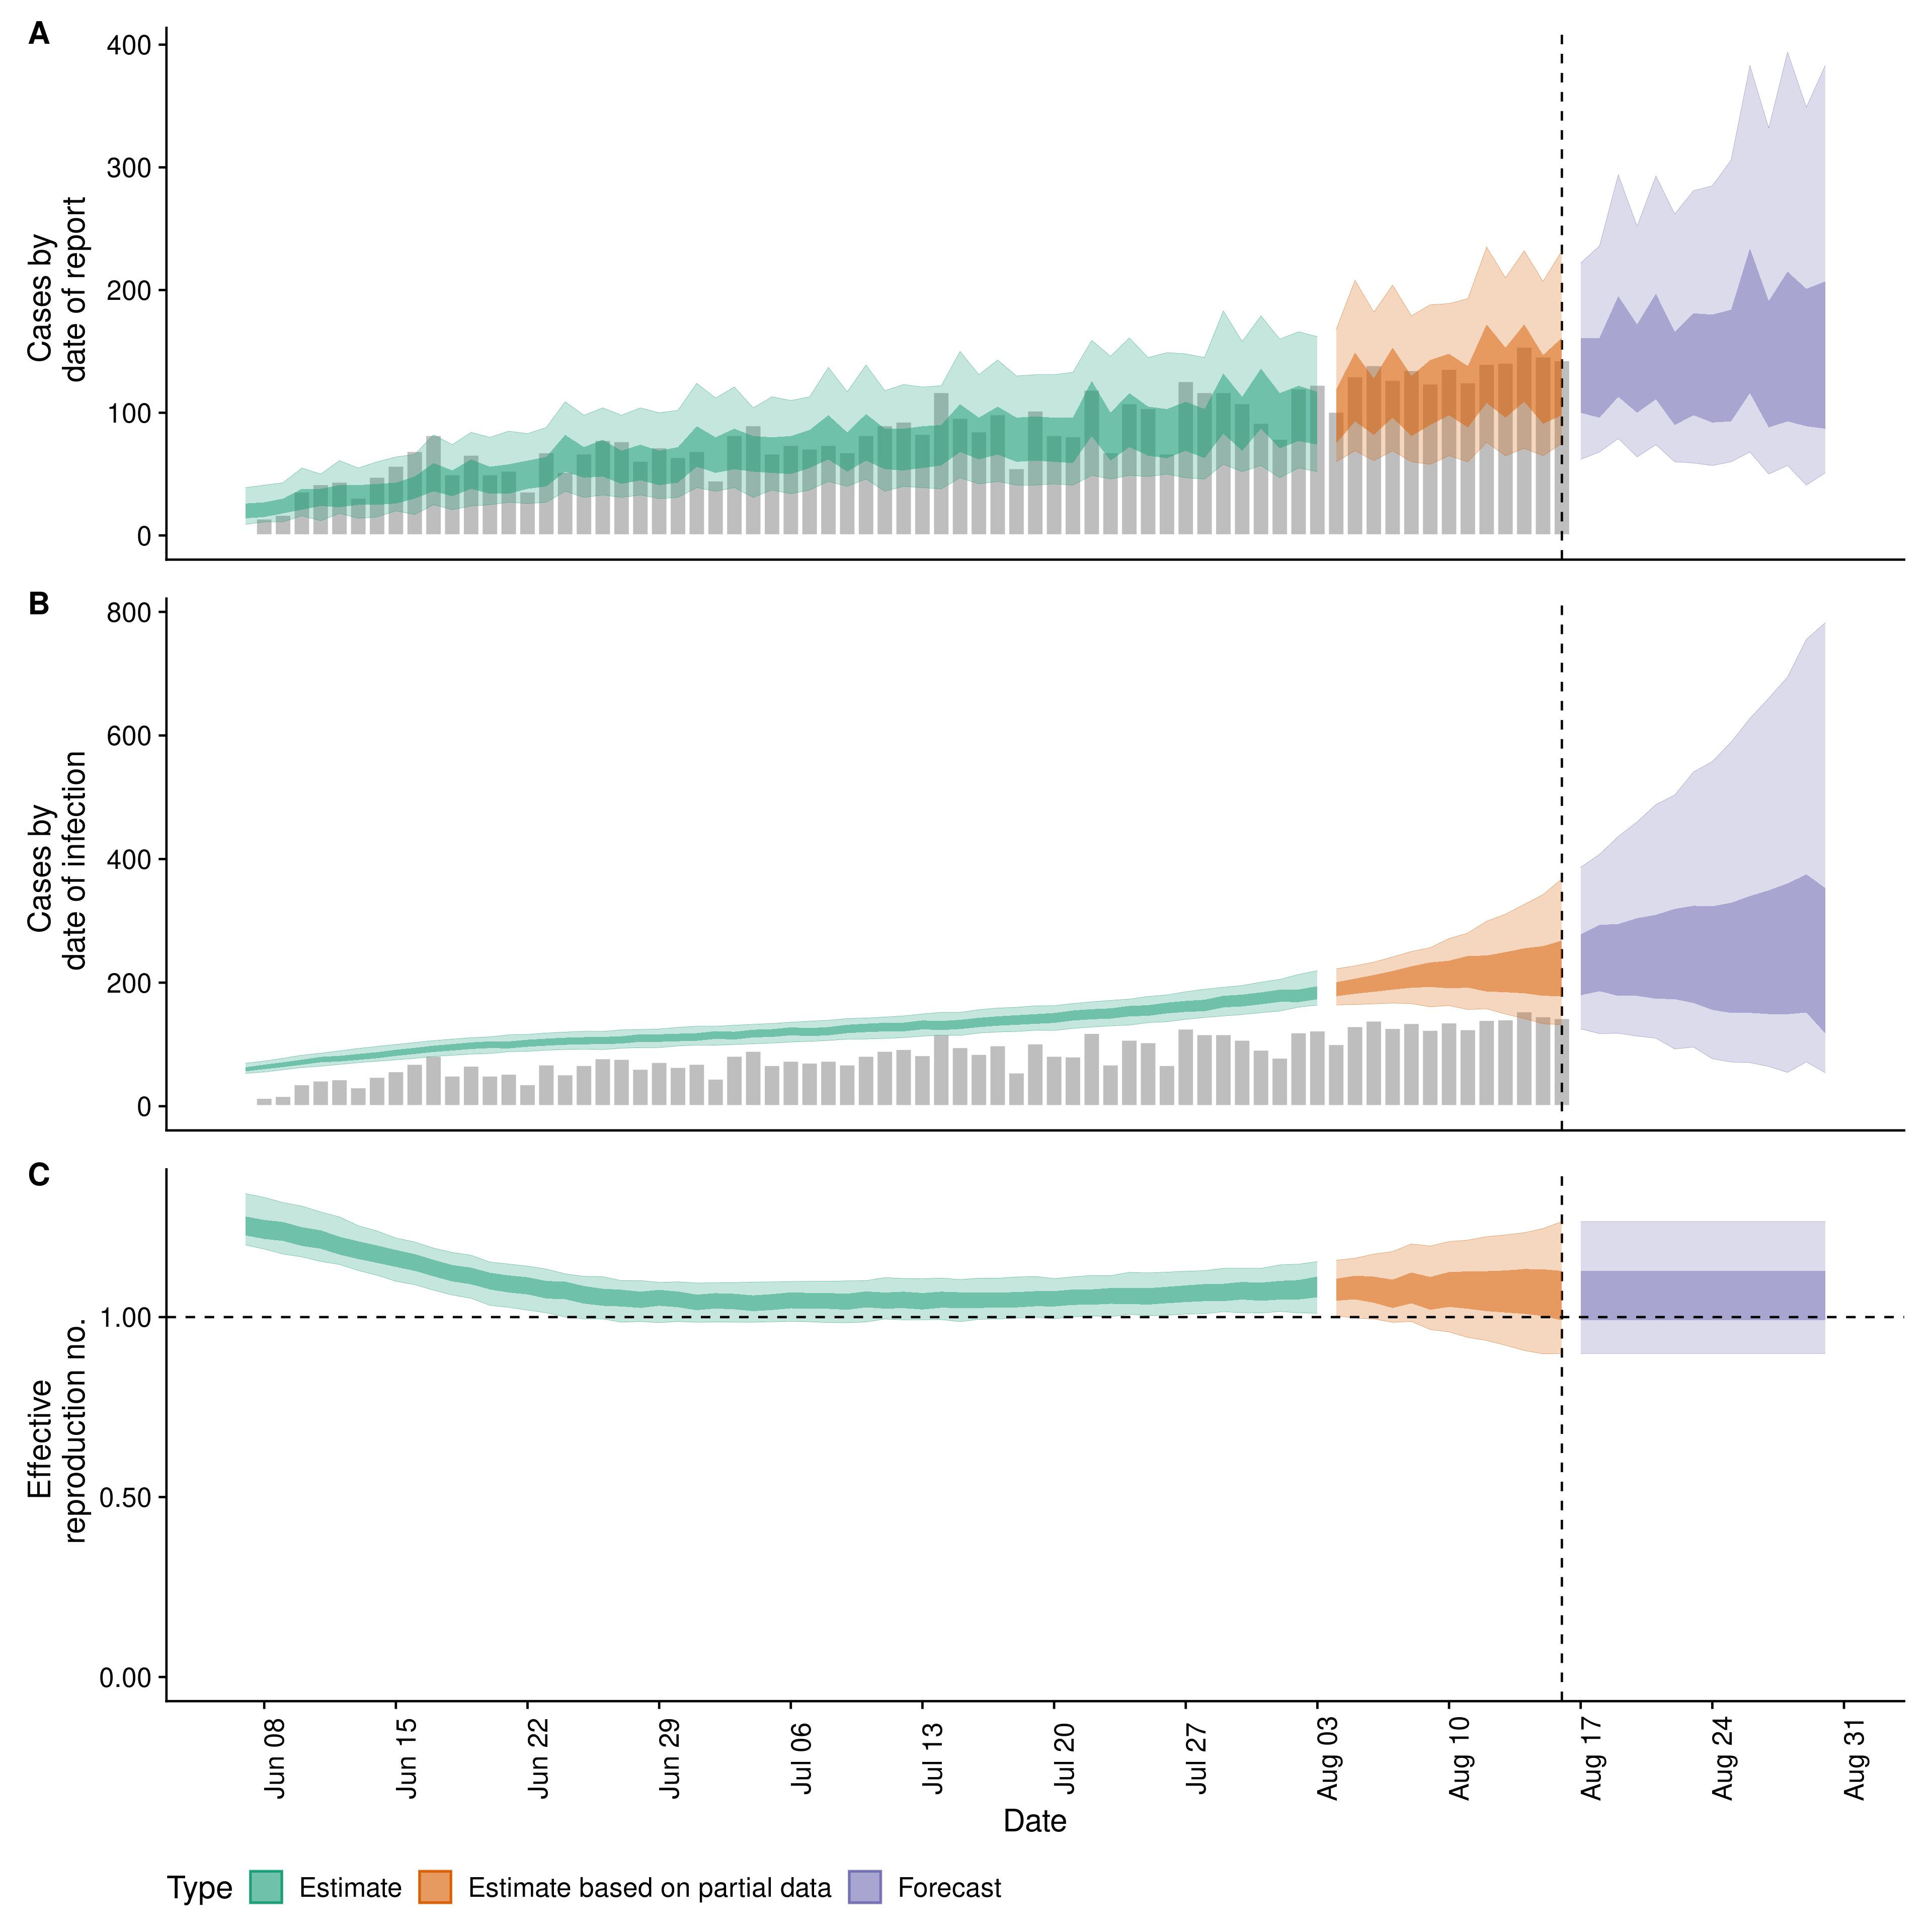 A
400
300
200
100
0
Cases by
date of report
B
800
600
400
200
0
Cases by
date of infection
C
1.00
0.50
0.00
Effective
reproduction no.
Jun 08
Jun 15
Jun 22
Jun 29
Jul 06
Jul 13
Jul 20
Jul 27
Aug 03
Aug 10
Aug 17
Aug 24
Aug 31
Date
Type Estimate Estimate based on partial data Forecast